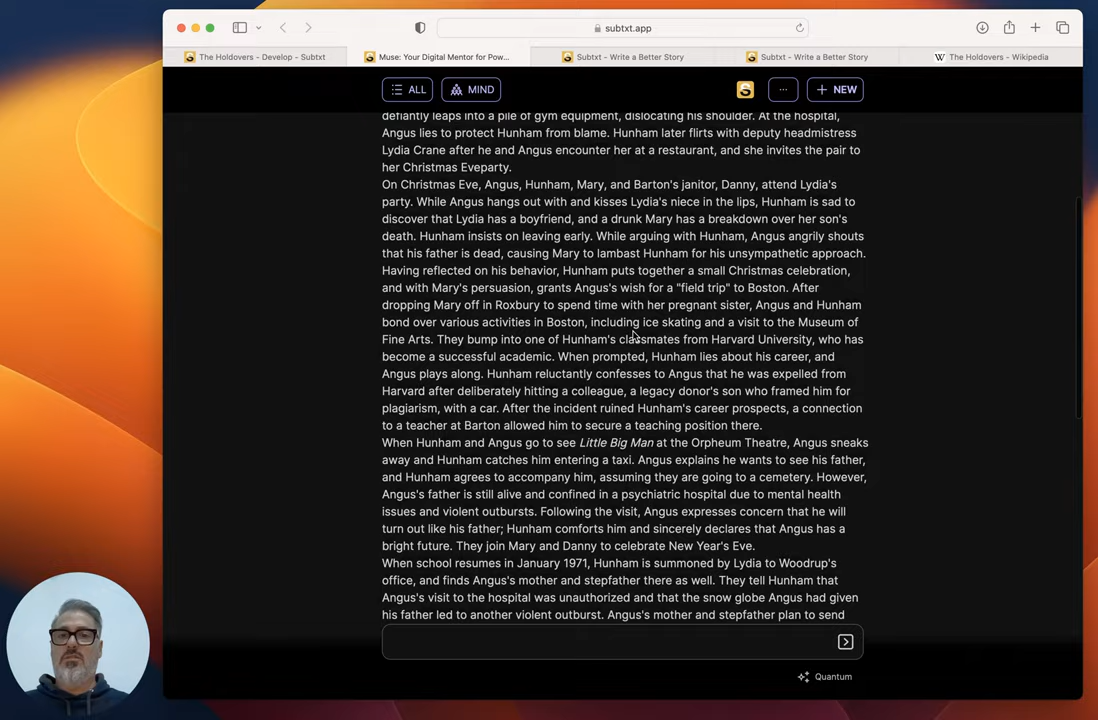 subtxt.app
The Holdovers - Develop - Subtxt
Muse: Your Digital Mentor for Pow...
Subtxt - Write a Better Story
Subtxt - Write a Better Story
The Holdovers - Wikipedia
ALL
MIND
...
NEW
defiantly leaps into a pile of gym equipment, dislocating his shoulder. At the hospital,
Angus lies to protect Hunham from blame. Hunham later flirts with deputy headmistress
Lydia Crane after he and Angus encounter her at a restaurant, and she invites the pair to
her Christmas Eveparty.
On Christmas Eve, Angus, Hunham, Mary, and Barton's janitor, Danny, attend Lydia's
party. While Angus hangs out with and kisses Lydia's niece in the lips, Hunham is sad to
discover that Lydia has a boyfriend, and a drunk Mary has a breakdown over her son's
death. Hunham insists on leaving early. While arguing with Hunham, Angus angrily shouts
that his father is dead, causing Mary to lambast Hunham for his unsympathetic approach.
Having reflected on his behavior, Hunham puts together a small Christmas celebration,
and with Mary's persuasion, grants Angus's wish for a "field trip" to Boston. After
dropping Mary off in Roxbury to spend time with her pregnant sister, Angus and Hunham
bond over various activities in Boston, including ice skating and a visit to the Museum of
Fine Arts. They bump into one of Hunham's classmates from Harvard University, who has
become a successful academic. When prompted, Hunham lies about his career, and
Angus plays along. Hunham reluctantly confesses to Angus that he was expelled from
Harvard after deliberately hitting a colleague, a legacy donor's son who framed him for
plagiarism, with a car. After the incident ruined Hunham's career prospects, a connection
to a teacher at Barton allowed him to secure a teaching position there.
When Hunham and Angus go to see Little Big Man at the Orpheum Theatre, Angus sneaks
away and Hunham catches him entering a taxi. Angus explains he wants to see his father,
and Hunham agrees to accompany him, assuming they are going to a cemetery. However,
Angus's father is still alive and confined in a psychiatric hospital due to mental health
issues and violent outbursts. Following the visit, Angus expresses concern that he will
turn out like his father; Hunham comforts him and sincerely declares that Angus has a
bright future. They join Mary and Danny to celebrate New Year's Eve.
When school resumes in January 1971, Hunham is summoned by Lydia to Woodrup's
office, and finds Angus's mother and stepfather there as well. They tell Hunham that
Angus's visit to the hospital was unauthorized and that the snow globe Angus had given
his father led to another violent outburst. Angus's mother and stepfather plan to send
Quantum